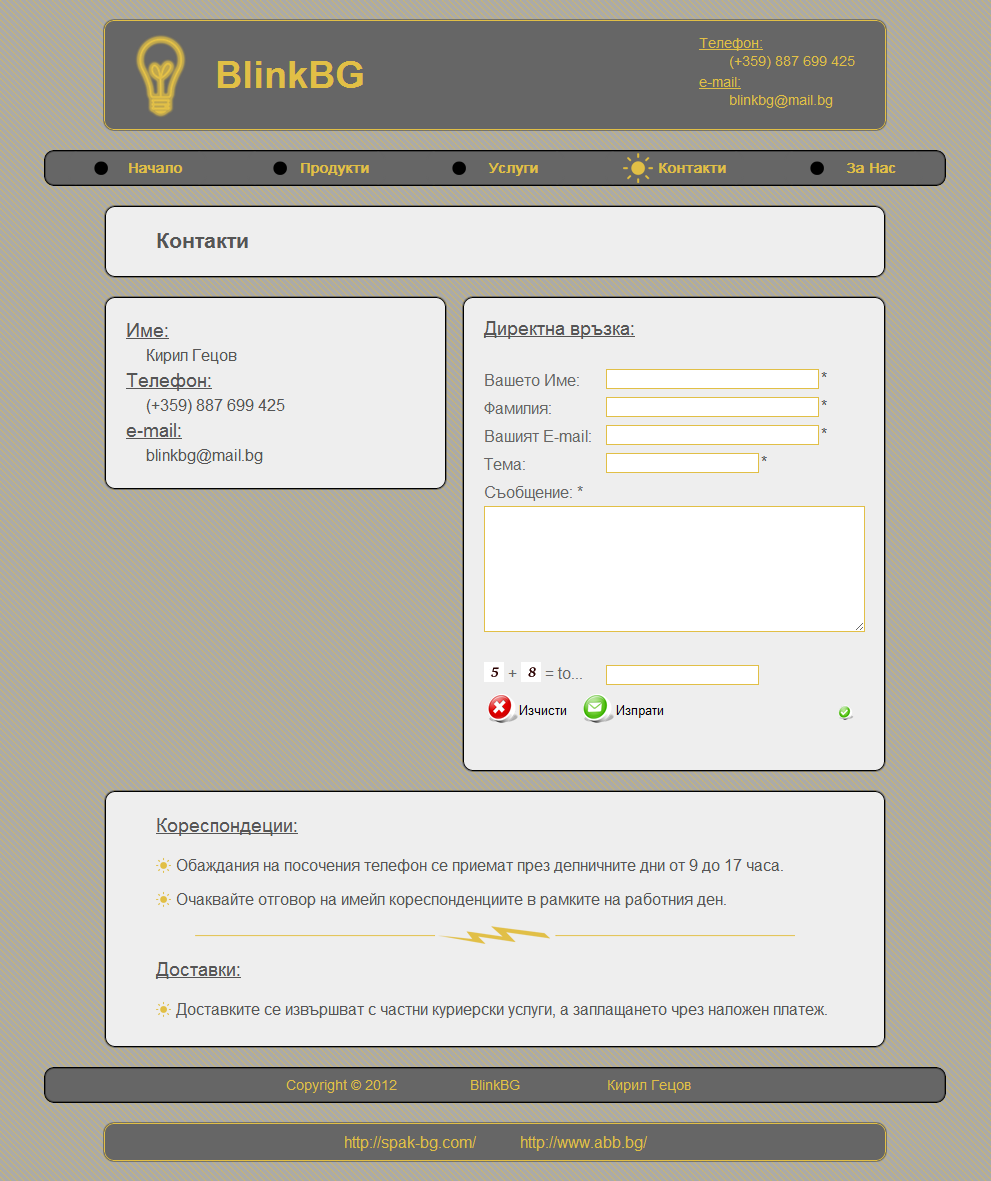 BlinkBG
Телефон:
(+359) 887 699 425
e-mail:
blinkbg@mail.bg
Начало Продукти Услуги Контакти За Нас
Контакти
Име:
Кирил Гецов
Телефон:
(+359) 887 699 425
e-mail:
blinkbg@mail.bg
Директна връзка:
Вашето Име: *
Фамилия: *
Вашият E-mail: *
Тема: *
Съобщение: *
5 + 8 = to...
Изчисти Изпрати
Кореспондеции:
Обаждания на посочения телефон се приемат през делничните дни от 9 до 17 часа.
Очаквайте отговор на имейл кореспонденциите в рамките на работния ден.
Доставки:
Доставките се извършват с частни куриерски услуги, а заплащането чрез наложен платеж.
Copyright © 2012 BlinkBG Кирил Гецов
http://spak-bg.com/ http://www.abb.bg/